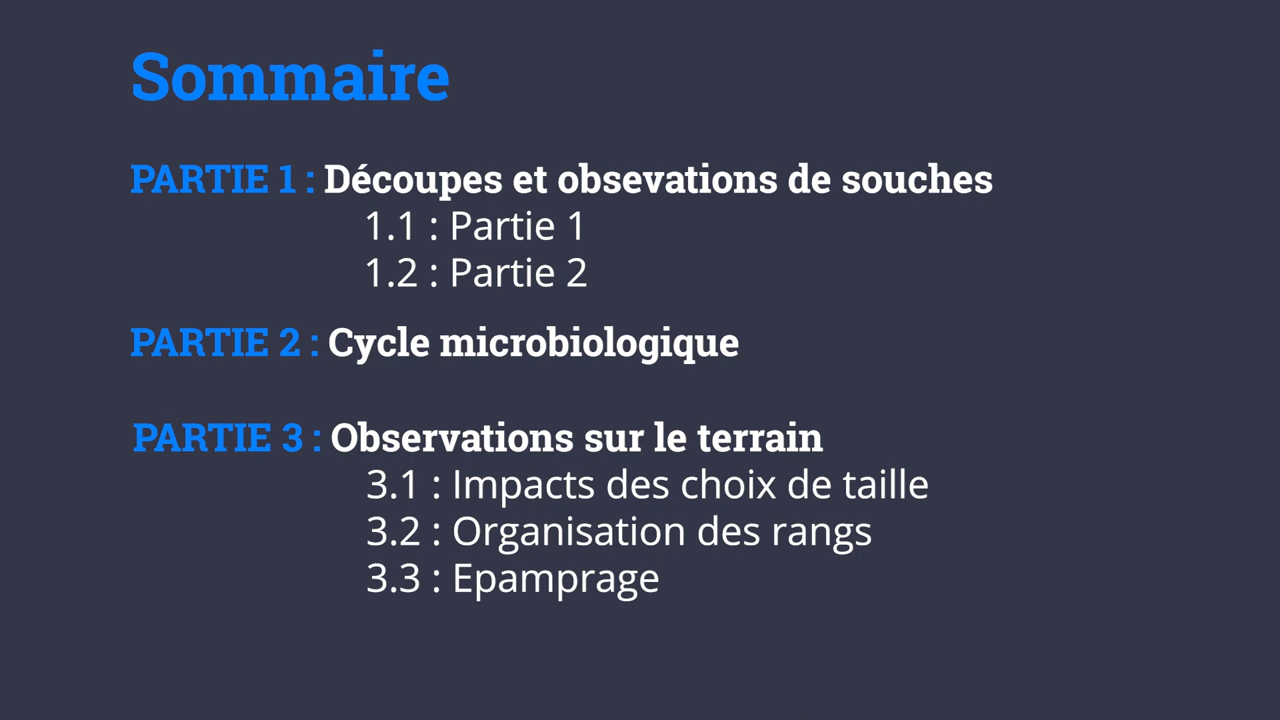 Sommaire
PARTIE 1 : Découpes et obsevations de souches
1.1 : Partie 1
1.2 : Partie 2
PARTIE 2 : Cycle microbiologique
PARTIE 3 : Observations sur le terrain
3.1 : Impacts des choix de taille
3.2 : Organisation des rangs
3.3 : Epamprage